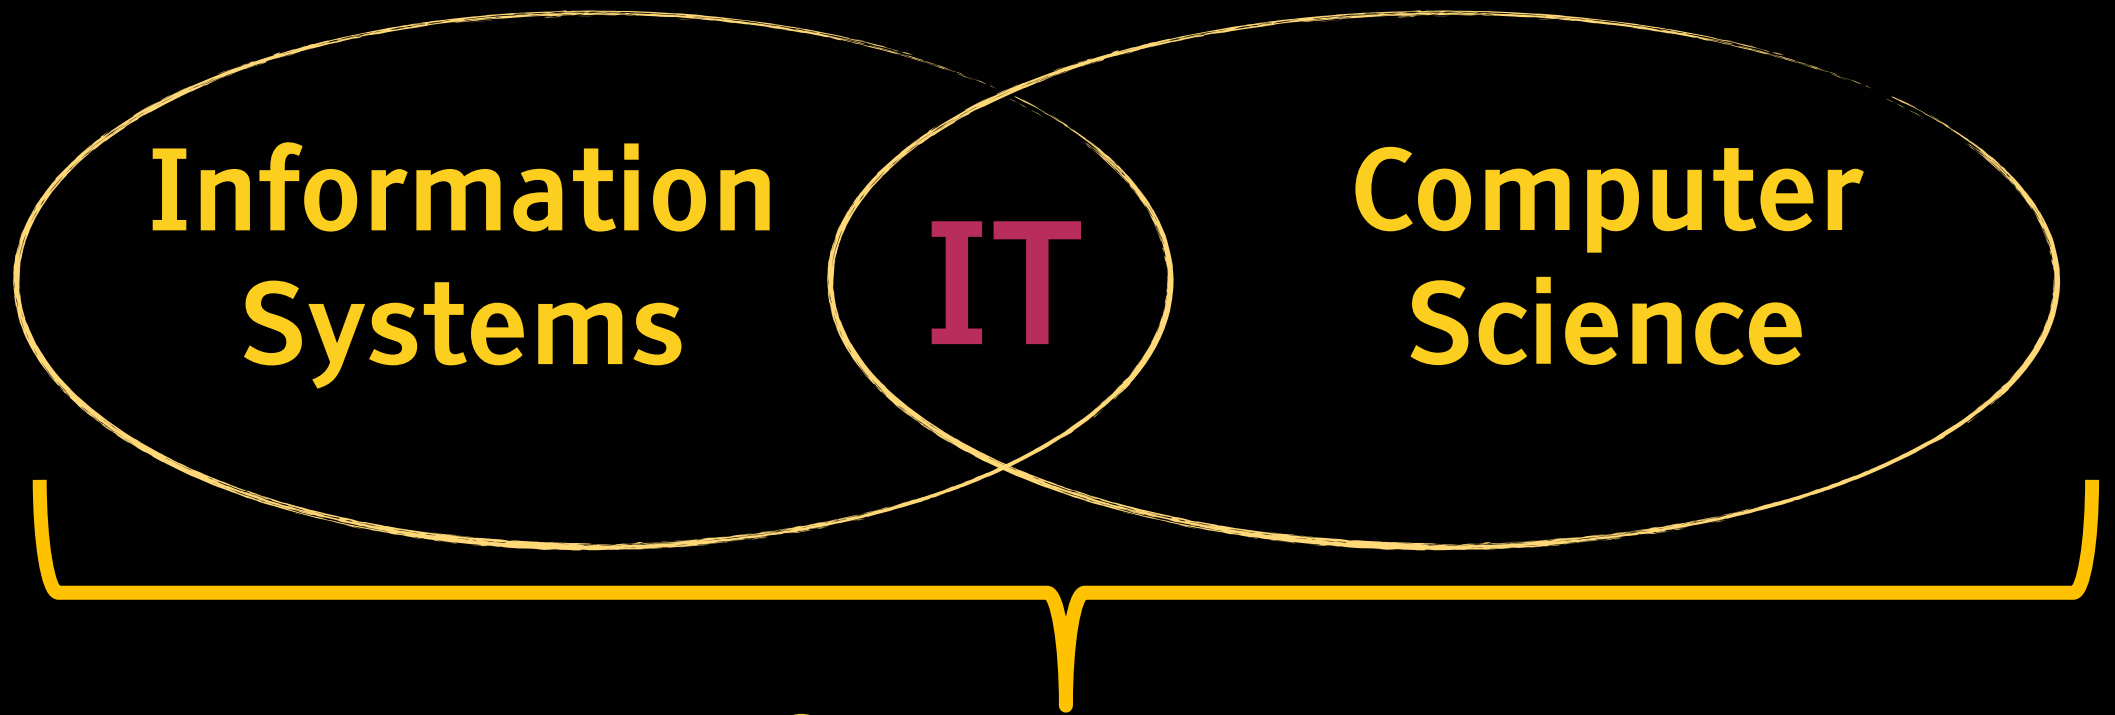 Information
Systems
IT
Computer
Science